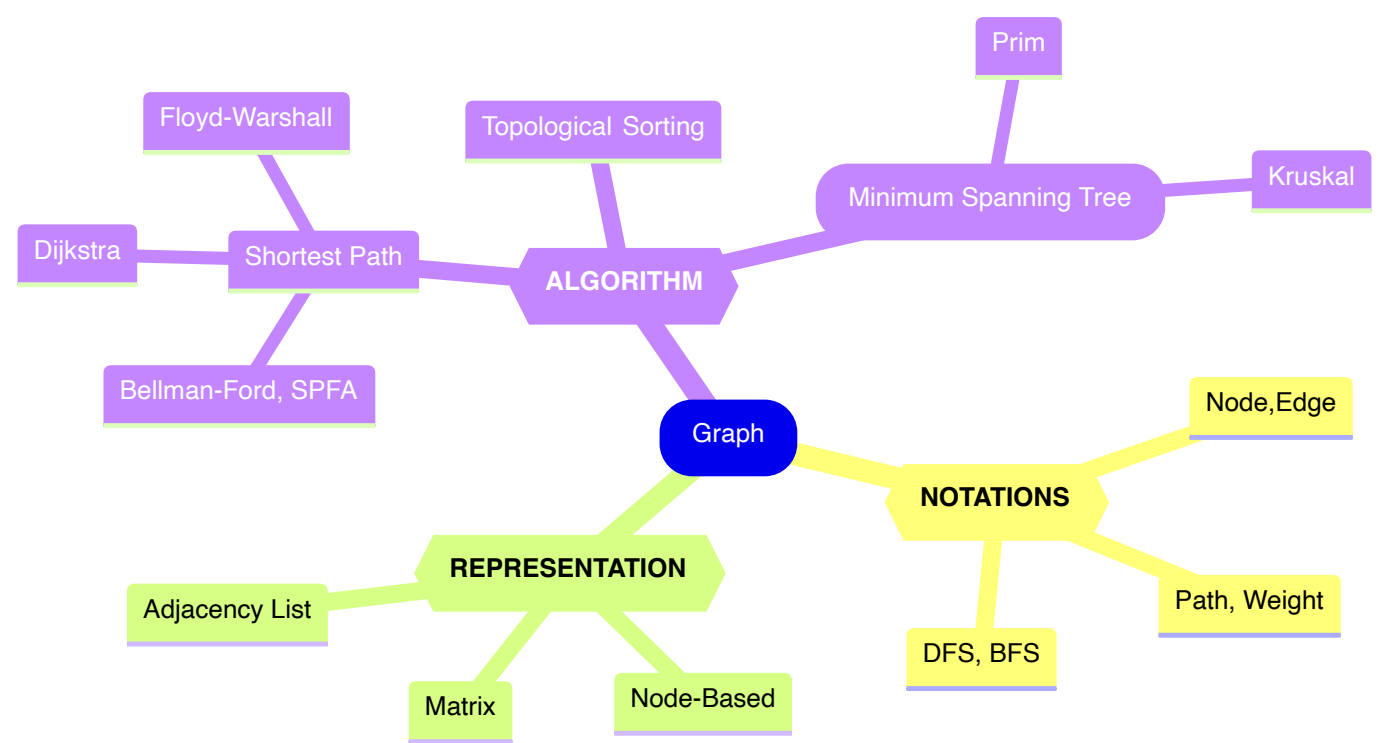 Prim
Floyd-Warshall
Topological Sorting
Kruskal
Minimum Spanning Tree
Dijkstra
Shortest Path
ALGORITHM
Bellman-Ford, SPFA
Graph
Node,Edge
NOTATIONS
REPRESENTATION
Adjacency List
Path, Weight
DFS, BFS
Matrix
Node-Based